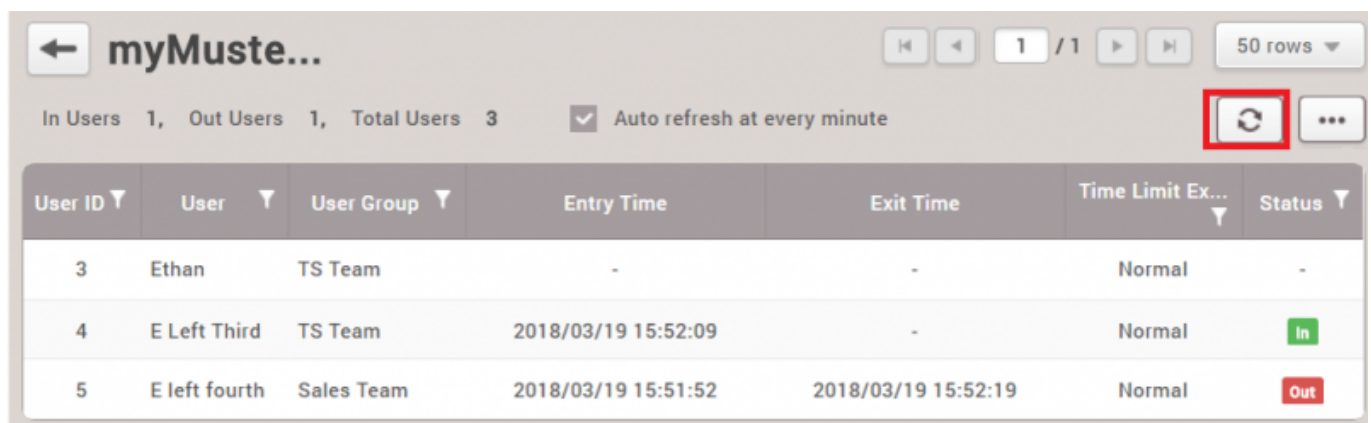 myMuste...
1 / 1
50 rows
In Users 1, Out Users 1, Total Users 3
Auto refresh at every minute
User ID User User Group Entry Time Exit Time Time Limit Ex... Status
3 Ethan TS Team - - Normal -
4 E Left Third TS Team 2018/03/19 15:52:09 - Normal In
5 E left fourth Sales Team 2018/03/19 15:51:52 2018/03/19 15:52:19 Normal Out